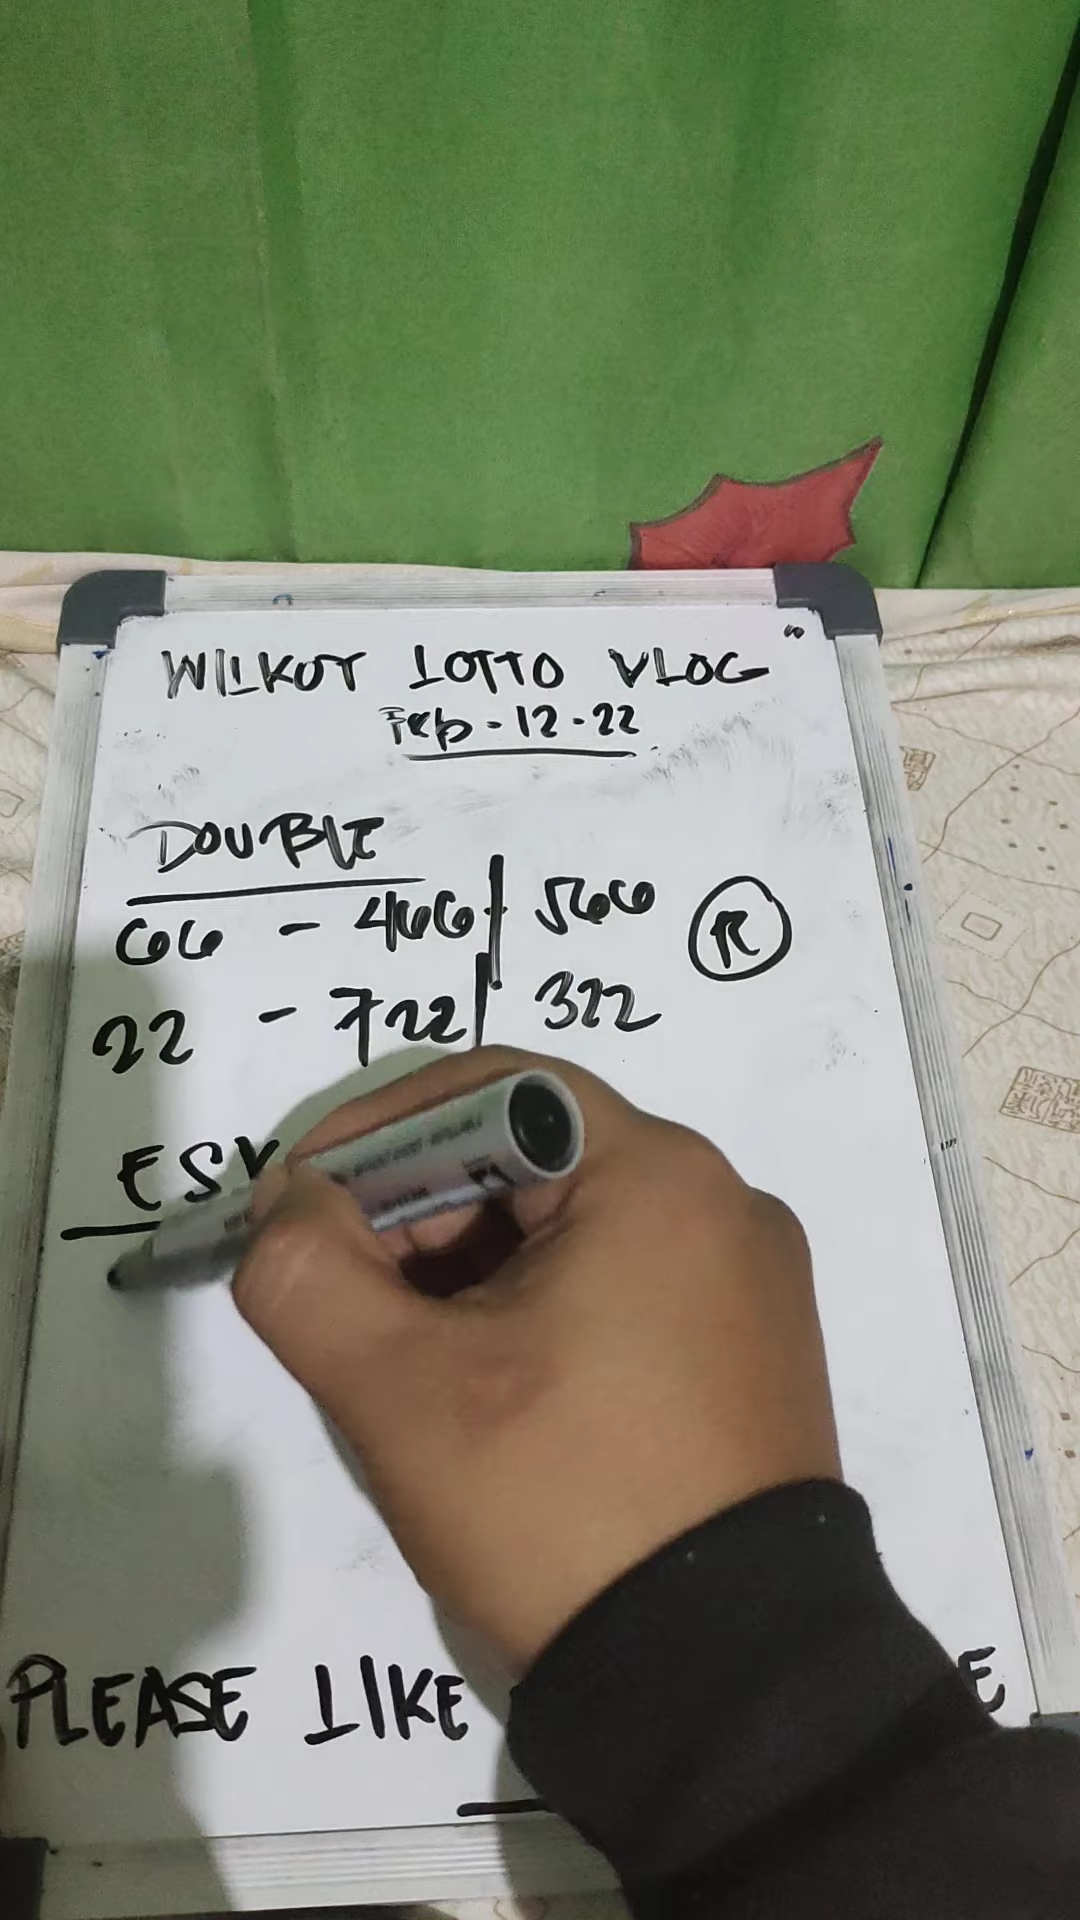 WILKOT LOTTO VLOG
Feb - 12 - 22
DOUBLE
66 - 466 / 566 R
22 - 722 / 322
PLEASE LIKE